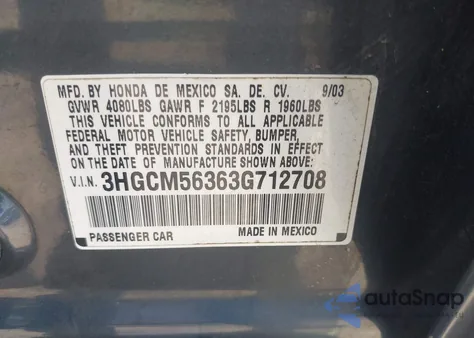 MFD. BY HONDA DE MEXICO SA. DE. CV. 9/03
GVWR 4080LBS GAWR F 2195LBS R 1960LBS
THIS VEHICLE CONFORMS TO ALL APPLICABLE
FEDERAL MOTOR VEHICLE SAFETY, BUMPER,
AND THEFT PREVENTION STANDARDS IN EFFECT
ON THE DATE OF MANUFACTURE SHOWN ABOVE.
V.I.N. 3HGCM56363G712708
PASSENGER CAR MADE IN MEXICO
autoSnap